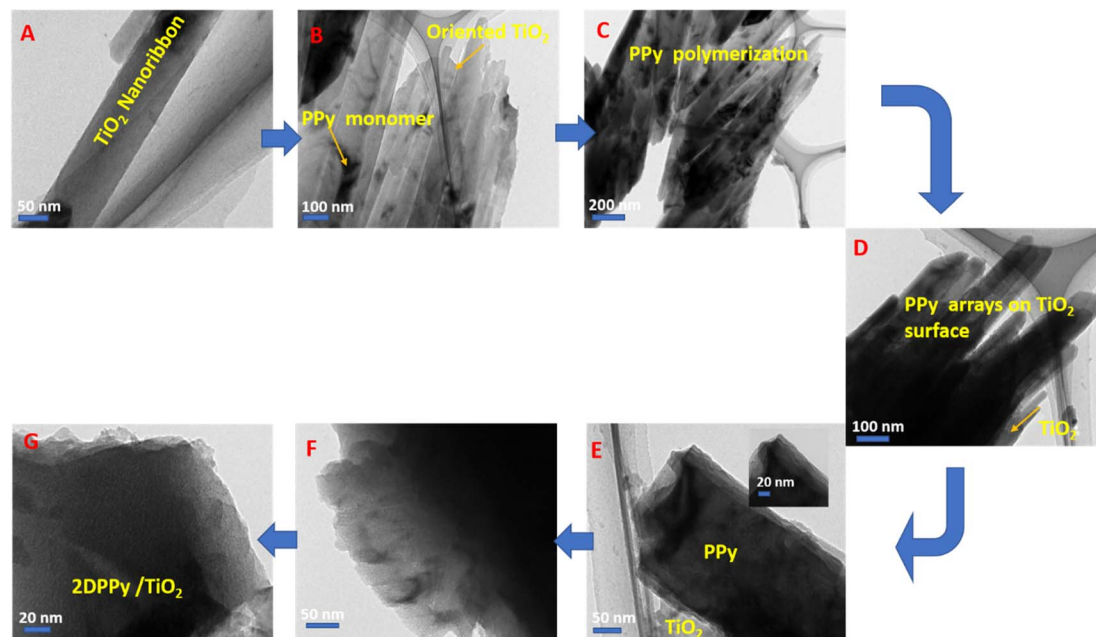 A
TiO₂ Nanoribbon
50 nm
B
Oriented TiO₂
PPy monomer
100 nm
C
PPy polymerization
200 nm
D
PPy arrays on TiO₂
surface
TiO₂
100 nm
E
20 nm
PPy
TiO₂
50 nm
F
50 nm
G
2DPPy /TiO₂
20 nm